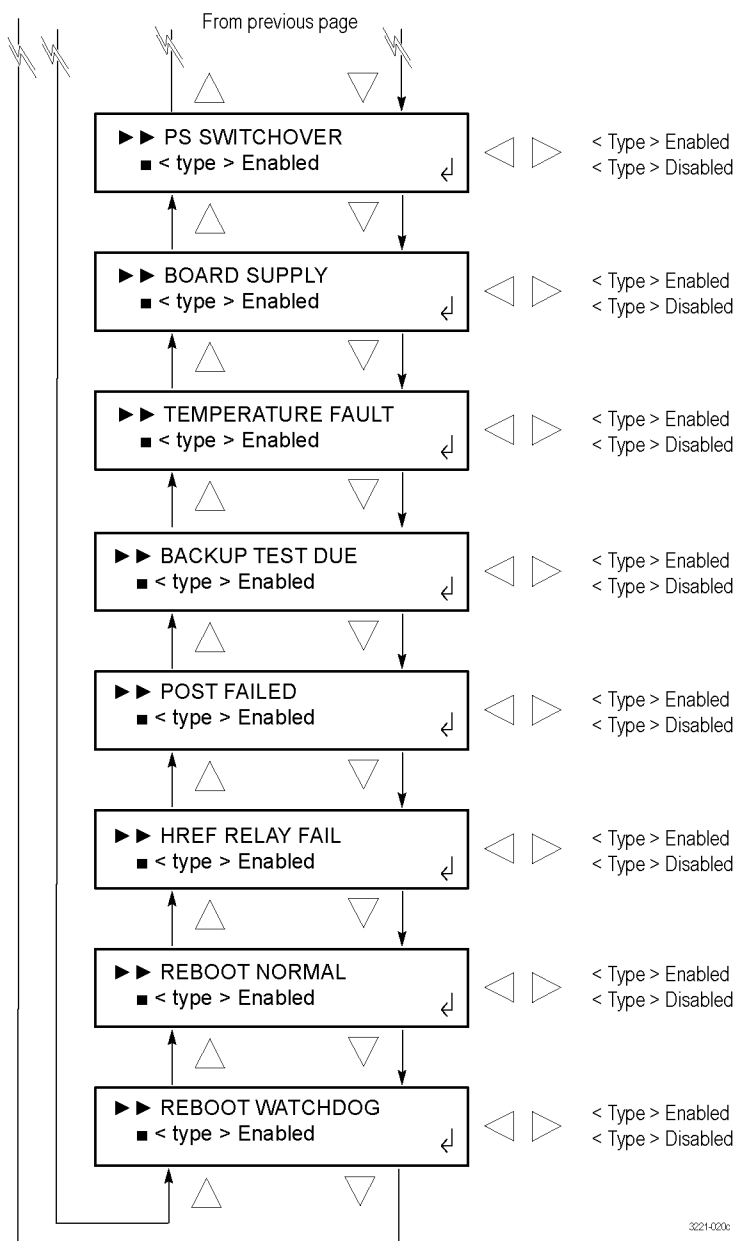 From previous page
►► PS SWITCHOVER
■ < type > Enabled
< Type > Enabled
< Type > Disabled
►► BOARD SUPPLY
■ < type > Enabled
< Type > Enabled
< Type > Disabled
►► TEMPERATURE FAULT
■ < type > Enabled
< Type > Enabled
< Type > Disabled
►► BACKUP TEST DUE
■ < type > Enabled
< Type > Enabled
< Type > Disabled
►► POST FAILED
■ < type > Enabled
< Type > Enabled
< Type > Disabled
►► HREF RELAY FAIL
■ < type > Enabled
< Type > Enabled
< Type > Disabled
►► REBOOT NORMAL
■ < type > Enabled
< Type > Enabled
< Type > Disabled
►► REBOOT WATCHDOG
■ < type > Enabled
< Type > Enabled
< Type > Disabled
3221-020c